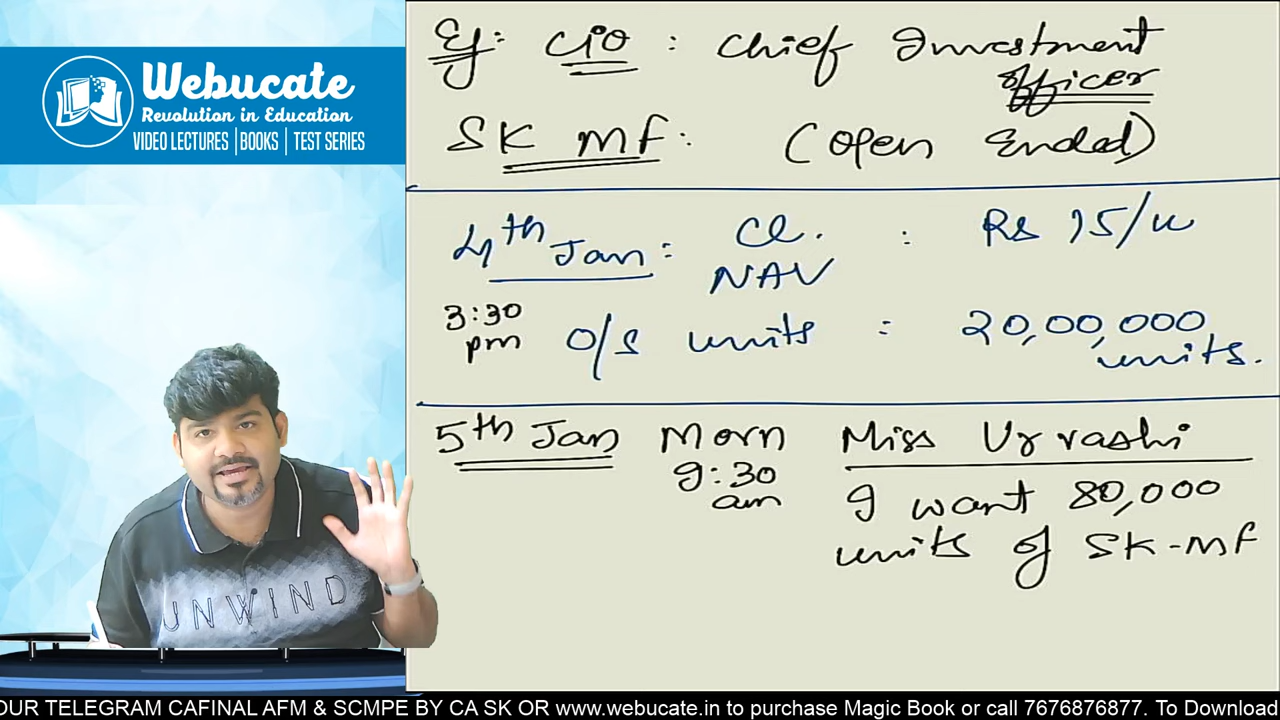 Webucate
Revolution in Education
VIDEO LECTURES | BOOKS | TEST SERIES
Eg: CIO : Chief Investment
officer
SK MF: (Open Ended)
4th Jan: Cl. : Rs 15/u
NAV
3:30
pm
O/s units : 20,00,000
units.
5th Jan Morn Miss Urvashi
9:30
am
I want 80,000
units of SK-MF
UNWIND
OUR TELEGRAM CAFINAL AFM & SCMPE BY CA SK OR www.webucate.in to purchase Magic Book or call 7676876877. To Download